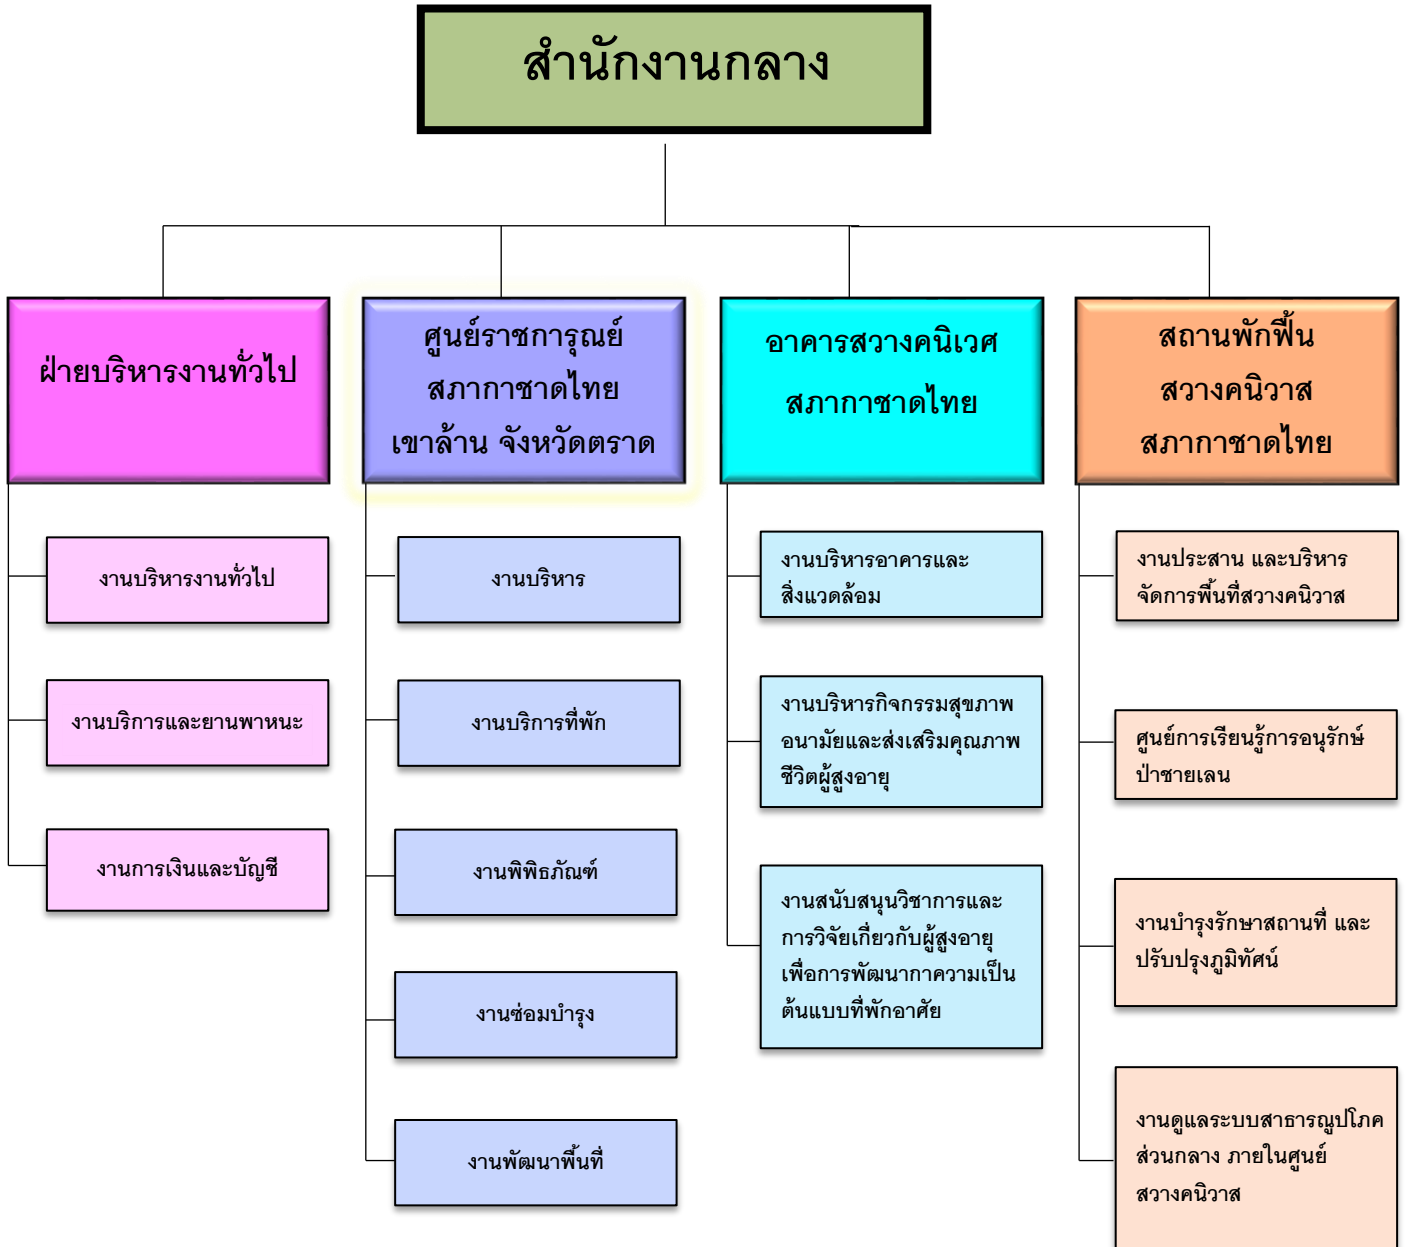 สำนักงานกลาง
ฝ่ายบริหารงานทั่วไป
งานบริหารงานทั่วไป
งานบริการและยานพาหนะ
งานการเงินและบัญชี
ศูนย์ราชการุณย์
สภากาชาดไทย
เขาล้าน จังหวัดตราด
งานบริหาร
งานบริการที่พัก
งานพิพิธภัณฑ์
งานซ่อมบำรุง
งานพัฒนาพื้นที่
อาคารสวางคนิเวศ
สภากาชาดไทย
งานบริหารอาคารและ
สิ่งแวดล้อม
งานบริหารกิจกรรมสุขภาพ
อนามัยและส่งเสริมคุณภาพ
ชีวิตผู้สูงอายุ
งานสนับสนุนวิชาการและ
การวิจัยเกี่ยวกับผู้สูงอายุ
เพื่อการพัฒนากาความเป็น
ต้นแบบที่พักอาศัย
สถานพักฟื้น
สวางคนิวาส
สภากาชาดไทย
งานประสาน และบริหาร
จัดการพื้นที่สวางคนิวาส
ศูนย์การเรียนรู้การอนุรักษ์
ป่าชายเลน
งานบำรุงรักษาสถานที่ และ
ปรับปรุงภูมิทัศน์
งานดูแลระบบสาธารณูปโภค
ส่วนกลาง ภายในศูนย์
สวางคนิวาส